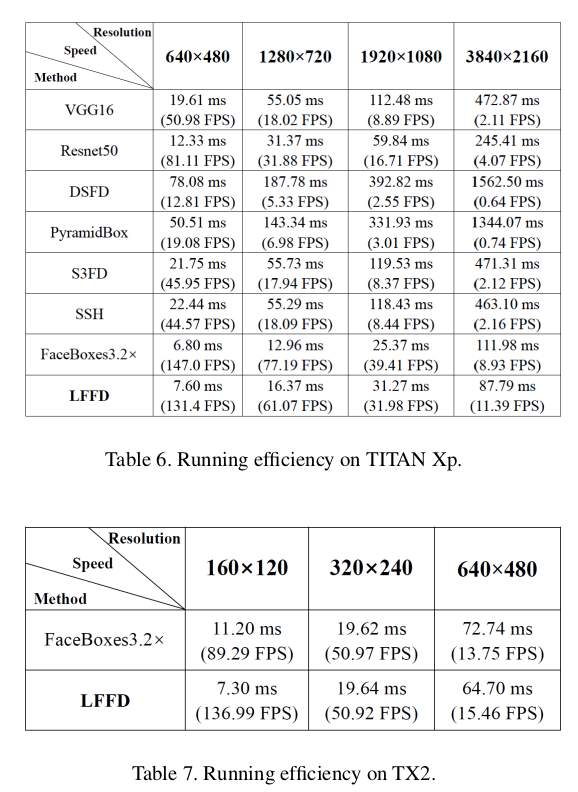 Resolution
Speed
Method
640×480 1280×720 1920×1080 3840×2160
VGG16 19.61 ms 55.05 ms 112.48 ms 472.87 ms
(50.98 FPS) (18.02 FPS) (8.89 FPS) (2.11 FPS)
Resnet50 12.33 ms 31.37 ms 59.84 ms 245.41 ms
(81.11 FPS) (31.88 FPS) (16.71 FPS) (4.07 FPS)
DSFD 78.08 ms 187.78 ms 392.82 ms 1562.50 ms
(12.81 FPS) (5.33 FPS) (2.55 FPS) (0.64 FPS)
PyramidBox 50.51 ms 143.34 ms 331.93 ms 1344.07 ms
(19.08 FPS) (6.98 FPS) (3.01 FPS) (0.74 FPS)
S3FD 21.75 ms 55.73 ms 119.53 ms 471.31 ms
(45.95 FPS) (17.94 FPS) (8.37 FPS) (2.12 FPS)
SSH 22.44 ms 55.29 ms 118.43 ms 463.10 ms
(44.57 FPS) (18.09 FPS) (8.44 FPS) (2.16 FPS)
FaceBoxes3.2× 6.80 ms 12.96 ms 25.37 ms 111.98 ms
(147.0 FPS) (77.19 FPS) (39.41 FPS) (8.93 FPS)
LFFD 7.60 ms 16.37 ms 31.27 ms 87.79 ms
(131.4 FPS) (61.07 FPS) (31.98 FPS) (11.39 FPS)
Table 6. Running efficiency on TITAN Xp.
Resolution
Speed
Method
160×120 320×240 640×480
FaceBoxes3.2× 11.20 ms 19.62 ms 72.74 ms
(89.29 FPS) (50.97 FPS) (13.75 FPS)
LFFD 7.30 ms 19.64 ms 64.70 ms
(136.99 FPS) (50.92 FPS) (15.46 FPS)
Table 7. Running efficiency on TX2.